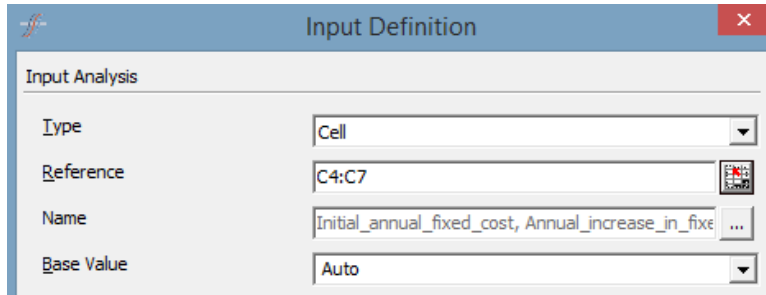 Input Definition
Input Analysis
Type Cell
Reference C4:C7
Name Initial_annual_fixed_cost, Annual_increase_in_fixe ...
Base Value Auto